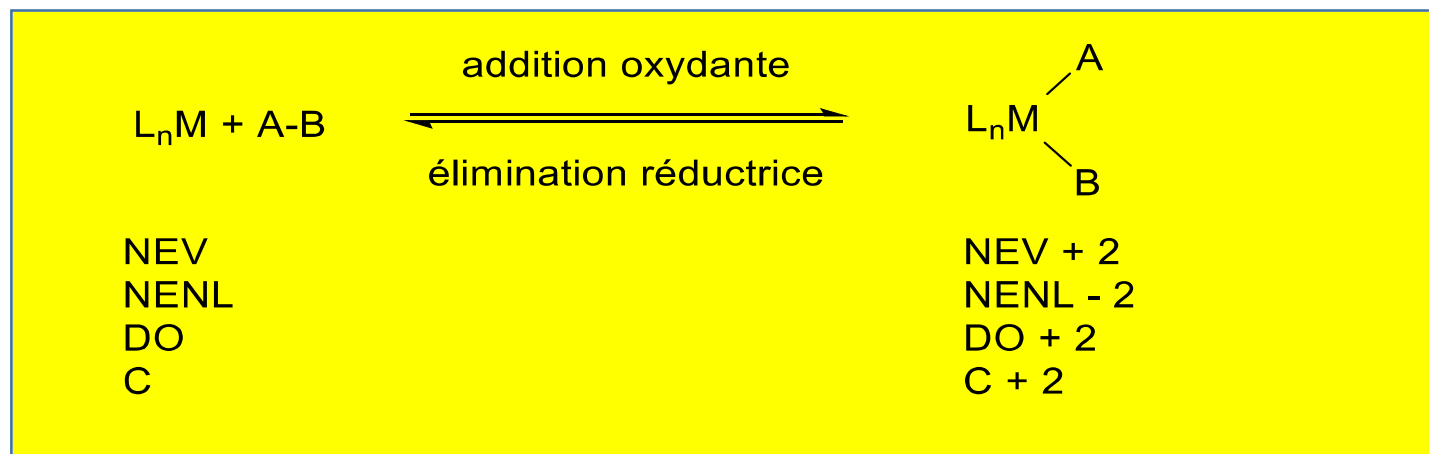 addition oxydante
LₙM + A-B
élimination réductrice
A
LₙM
B
NEV
NENL
DO
C
NEV + 2
NENL - 2
DO + 2
C + 2